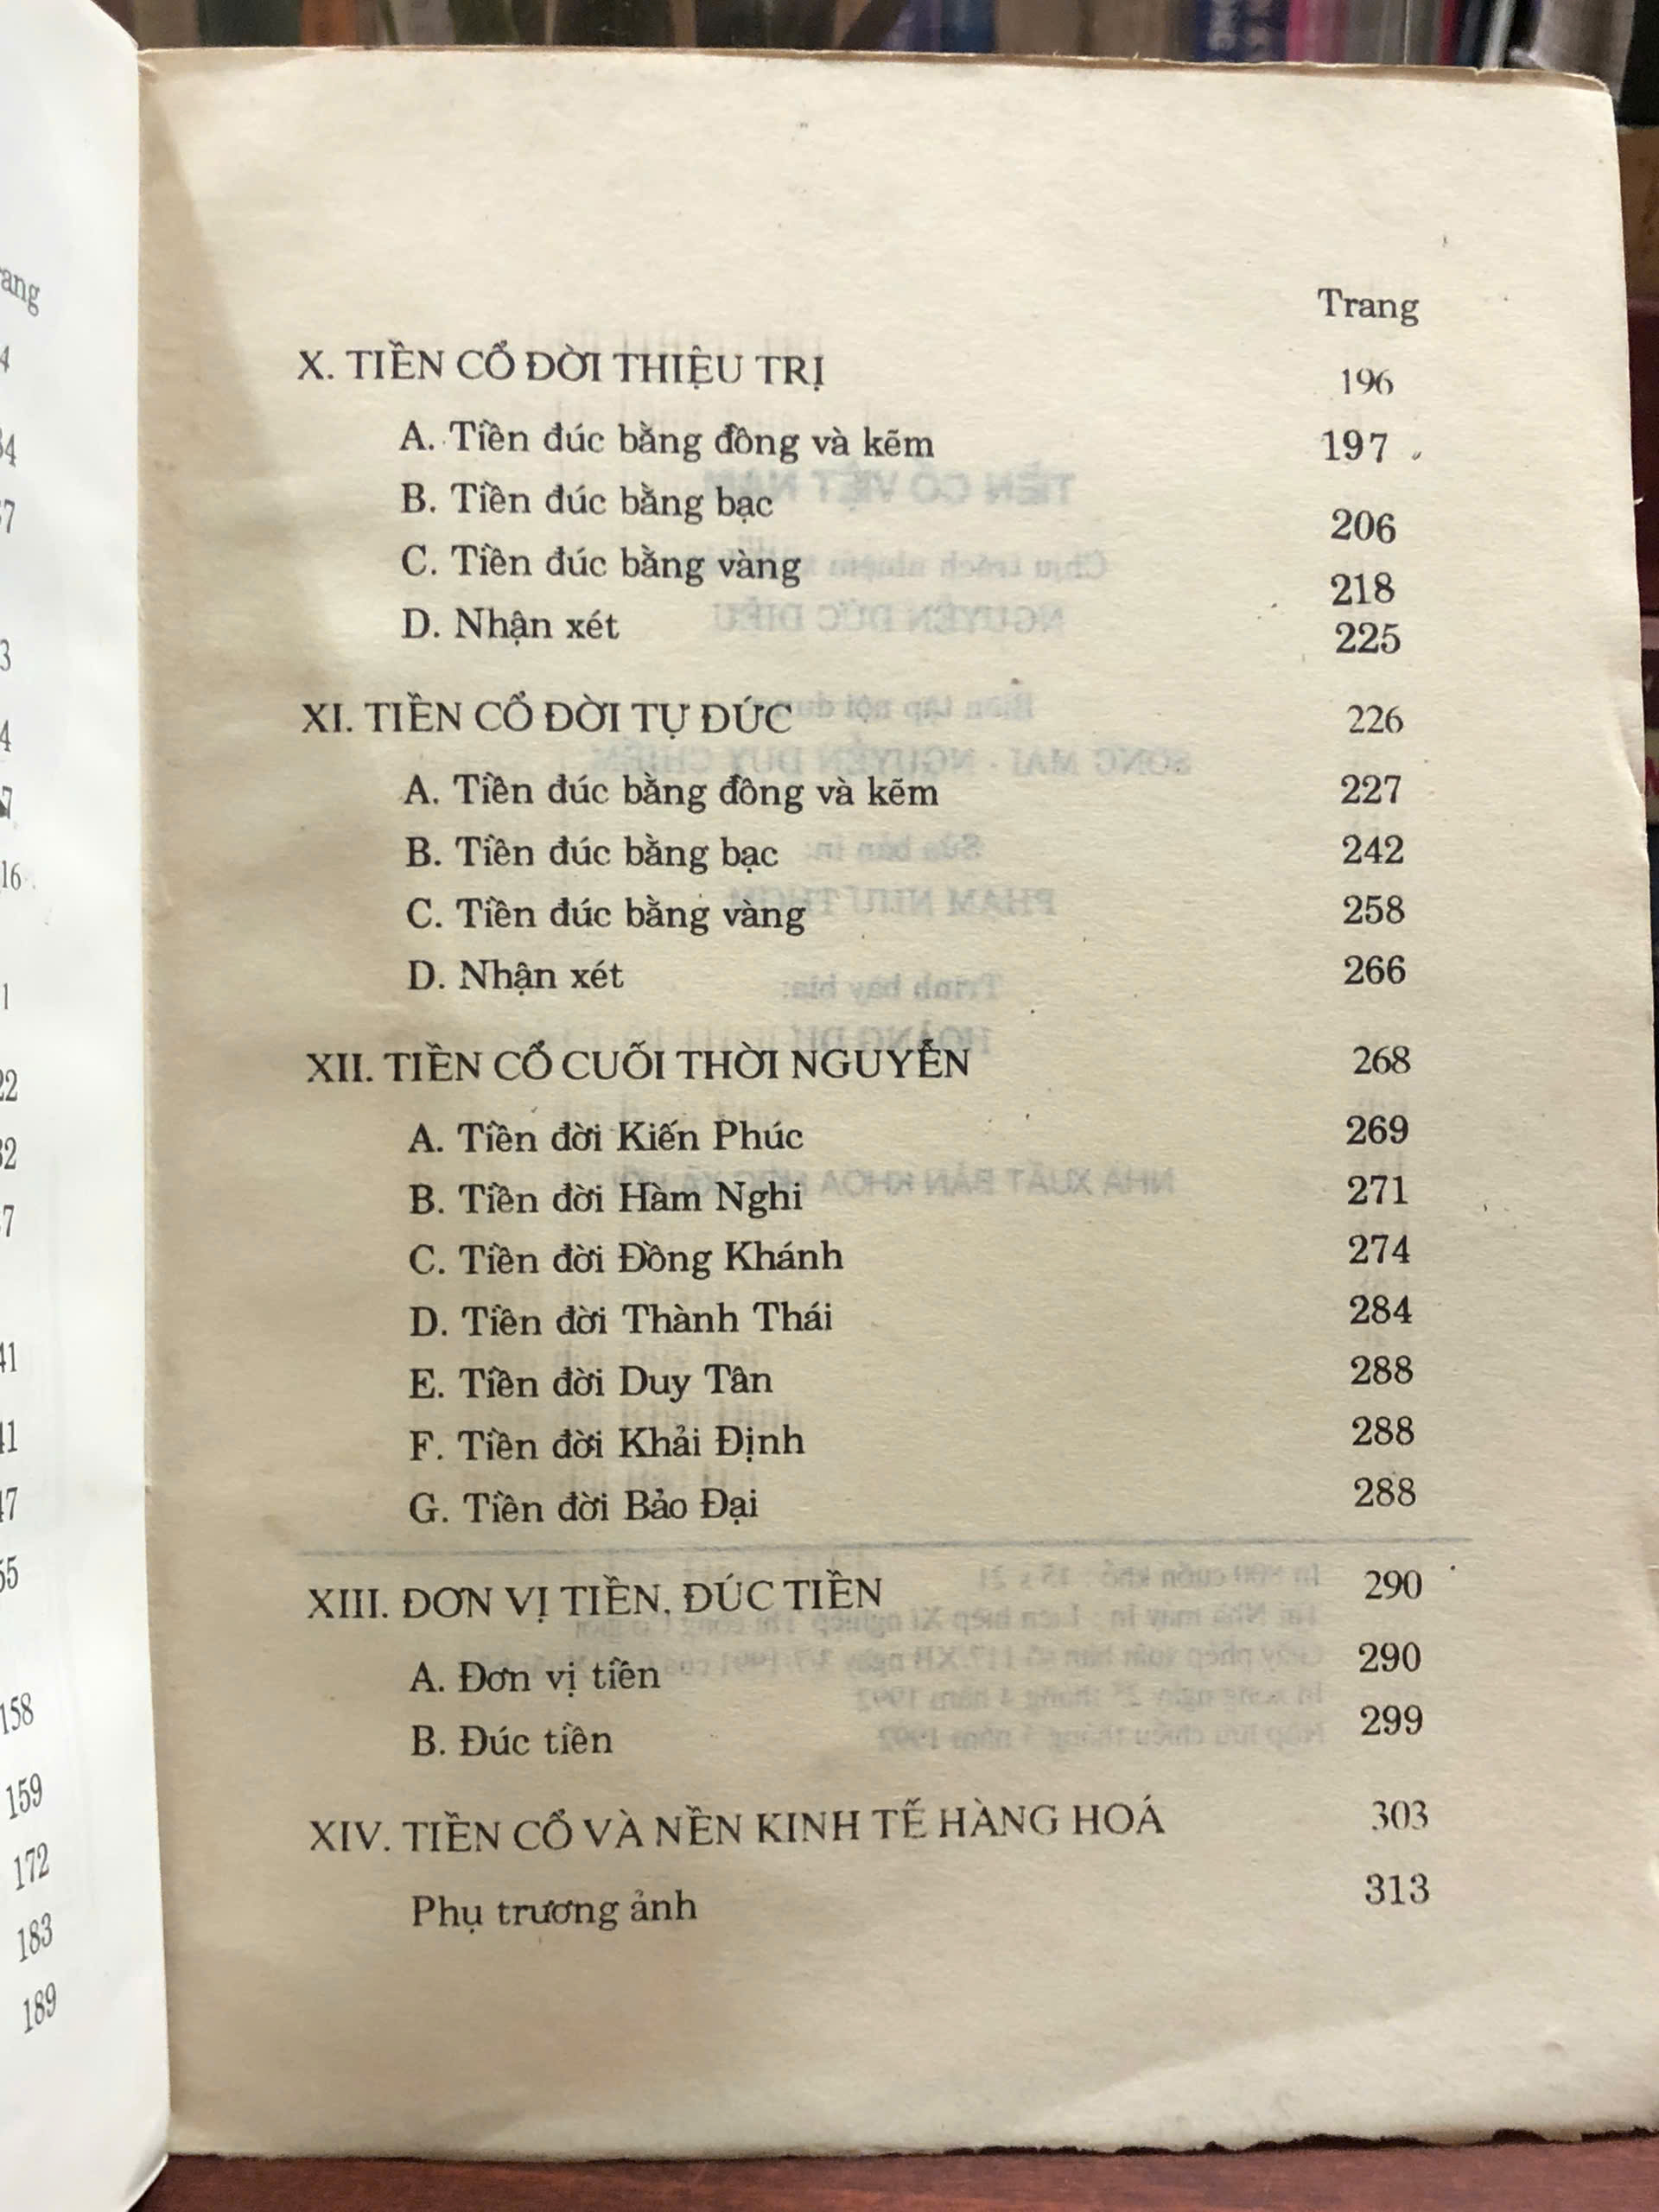 Trang
X. TIỀN CỔ ĐỜI THIỆU TRỊ 196
A. Tiền đúc bằng đồng và kẽm 197
B. Tiền đúc bằng bạc 206
C. Tiền đúc bằng vàng 218
D. Nhận xét 225
XI. TIỀN CỔ ĐỜI TỰ ĐỨC 226
A. Tiền đúc bằng đồng và kẽm 227
B. Tiền đúc bằng bạc 242
C. Tiền đúc bằng vàng 258
D. Nhận xét 266
XII. TIỀN CỔ CUỐI THỜI NGUYỄN 268
A. Tiền đời Kiến Phúc 269
B. Tiền đời Hàm Nghi 271
C. Tiền đời Đồng Khánh 274
D. Tiền đời Thành Thái 284
E. Tiền đời Duy Tân 288
F. Tiền đời Khải Định 288
G. Tiền đời Bảo Đại 288
XIII. ĐƠN VỊ TIỀN, ĐÚC TIỀN 290
A. Đơn vị tiền 290
B. Đúc tiền 299
XIV. TIỀN CỔ VÀ NỀN KINH TẾ HÀNG HOÁ 303
Phụ trương ảnh 313
158
159
172
183
189